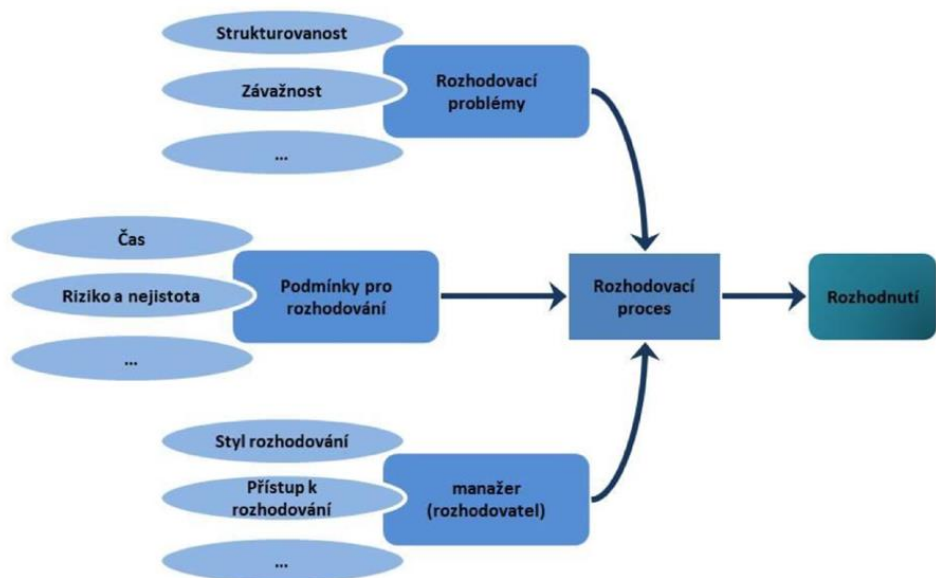 Strukturovanost
Závažnost
...
Rozhodovací
problémy
Čas
Riziko a nejistota
...
Podmínky pro
rozhodování
Rozhodovací
proces
Rozhodnutí
Styl rozhodování
Přístup k
rozhodování
...
manažer
(rozhodovatel)